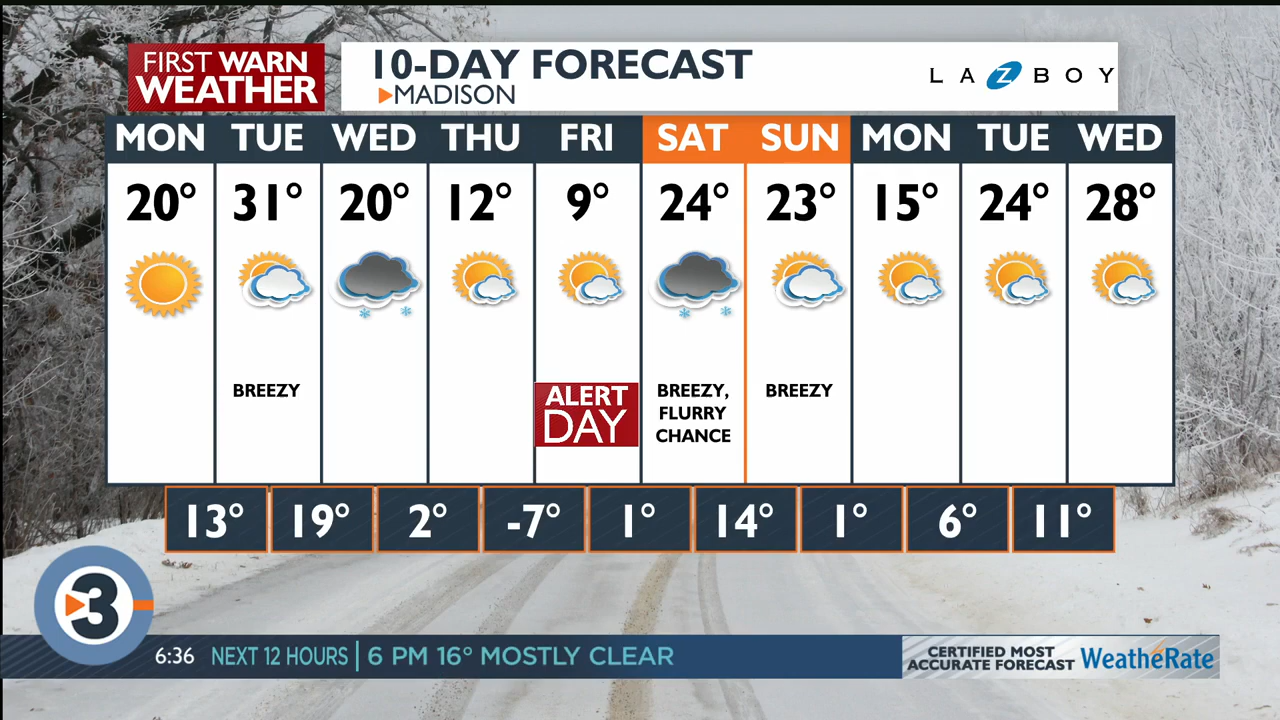 FIRST WARN
WEATHER
10-DAY FORECAST
MADISON
LAZBOY
MON TUE WED THU FRI SAT SUN MON TUE WED
20° 31° 20° 12° 9° 24° 23° 15° 24° 28°
BREEZY
ALERT
DAY
BREEZY,
FLURRY
CHANCE
BREEZY
13° 19° 2° -7° 1° 14° 1° 6° 11°
3
6:36 NEXT 12 HOURS 6 PM 16° MOSTLY CLEAR
CERTIFIED MOST
ACCURATE FORECAST
WeatheRate